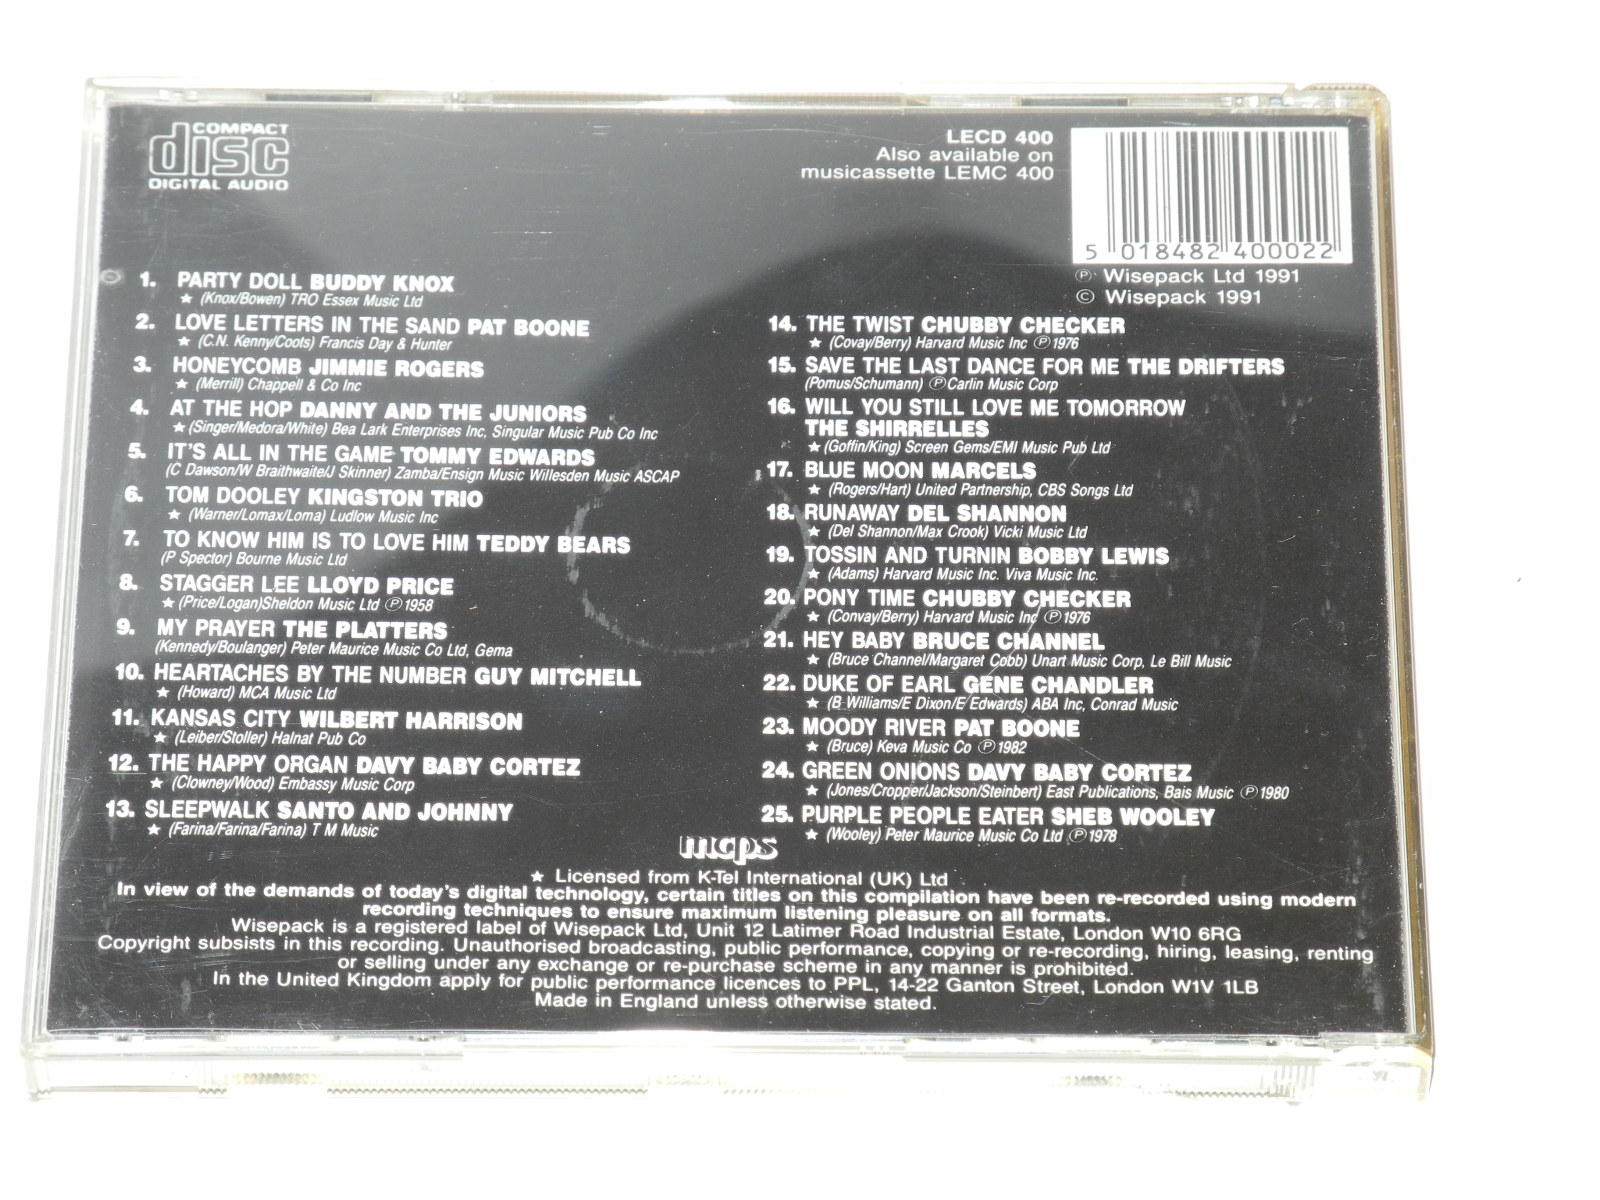 COMPACT
disc
DIGITAL AUDIO
LECD 400
Also available on
musicassette LEMC 400
5 018482 400022
Ⓟ Wisepack Ltd 1991
© Wisepack 1991
1. PARTY DOLL BUDDY KNOX
★ (Knox/Bowen) TRO Essex Music Ltd
2. LOVE LETTERS IN THE SAND PAT BOONE
★ (C.N. Kenny/Coots) Francis Day & Hunter
3. HONEYCOMB JIMMIE ROGERS
★ (Merrill) Chappell & Co Inc
4. AT THE HOP DANNY AND THE JUNIORS
★ (Singer/Medora/White) Bea Lark Enterprises Inc, Singular Music Pub Co Inc
5. IT'S ALL IN THE GAME TOMMY EDWARDS
(C Dawson/W Braithwaite/J Skinner) Zamba/Ensign Music Willesden Music ASCAP
6. TOM DOOLEY KINGSTON TRIO
★ (Warner/Lomax/Loma) Ludlow Music Inc
7. TO KNOW HIM IS TO LOVE HIM TEDDY BEARS
(P Spector) Bourne Music Ltd
8. STAGGER LEE LLOYD PRICE
★ (Price/Logan)Sheldon Music Ltd Ⓟ1958
9. MY PRAYER THE PLATTERS
(Kennedy/Boulanger) Peter Maurice Music Co Ltd, Gema
10. HEARTACHES BY THE NUMBER GUY MITCHELL
★ (Howard) MCA Music Ltd
11. KANSAS CITY WILBERT HARRISON
★ (Leiber/Stoller) Halnat Pub Co
12. THE HAPPY ORGAN DAVY BABY CORTEZ
★ (Clowney/Wood) Embassy Music Corp
13. SLEEPWALK SANTO AND JOHNNY
★ (Farina/Farina/Farina) T M Music
14. THE TWIST CHUBBY CHECKER
★ (Covay/Berry) Harvard Music Inc Ⓟ1976
15. SAVE THE LAST DANCE FOR ME THE DRIFTERS
(Pomus/Schumann) ⓅCarlin Music Corp
16. WILL YOU STILL LOVE ME TOMORROW
THE SHIRRELLES
★ (Goffin/King) Screen Gems/EMI Music Pub Ltd
17. BLUE MOON MARCELS
★ (Rogers/Hart) United Partnership, CBS Songs Ltd
18. RUNAWAY DEL SHANNON
★ (Del Shannon/Max Crook) Vicki Music Ltd
19. TOSSIN AND TURNIN BOBBY LEWIS
★ (Adams) Harvard Music Inc. Viva Music Inc.
20. PONY TIME CHUBBY CHECKER
★ (Convay/Berry) Harvard Music Inc Ⓟ1976
21. HEY BABY BRUCE CHANNEL
★ (Bruce Channel/Margaret Cobb) Unart Music Corp, Le Bill Music
22. DUKE OF EARL GENE CHANDLER
★ (B Williams/E Dixon/E Edwards) ABA Inc, Conrad Music
23. MOODY RIVER PAT BOONE
★ (Bruce) Keva Music Co Ⓟ1982
24. GREEN ONIONS DAVY BABY CORTEZ
★ (Jones/Cropper/Jackson/Steinbert) East Publications, Bais Music Ⓟ1980
25. PURPLE PEOPLE EATER SHEB WOOLEY
★ (Wooley) Peter Maurice Music Co Ltd Ⓟ1978
mcps
★ Licensed from K-Tel International (UK) Ltd
In view of the demands of today's digital technology, certain titles on this compilation have been re-recorded using modern
recording techniques to ensure maximum listening pleasure on all formats.
Wisepack is a registered label of Wisepack Ltd, Unit 12 Latimer Road Industrial Estate, London W10 6RG
Copyright subsists in this recording. Unauthorised broadcasting, public performance, copying or re-recording, hiring, leasing, renting
or selling under any exchange or re-purchase scheme in any manner is prohibited.
In the United Kingdom apply for public performance licences to PPL, 14-22 Ganton Street, London W1V 1LB
Made in England unless otherwise stated.